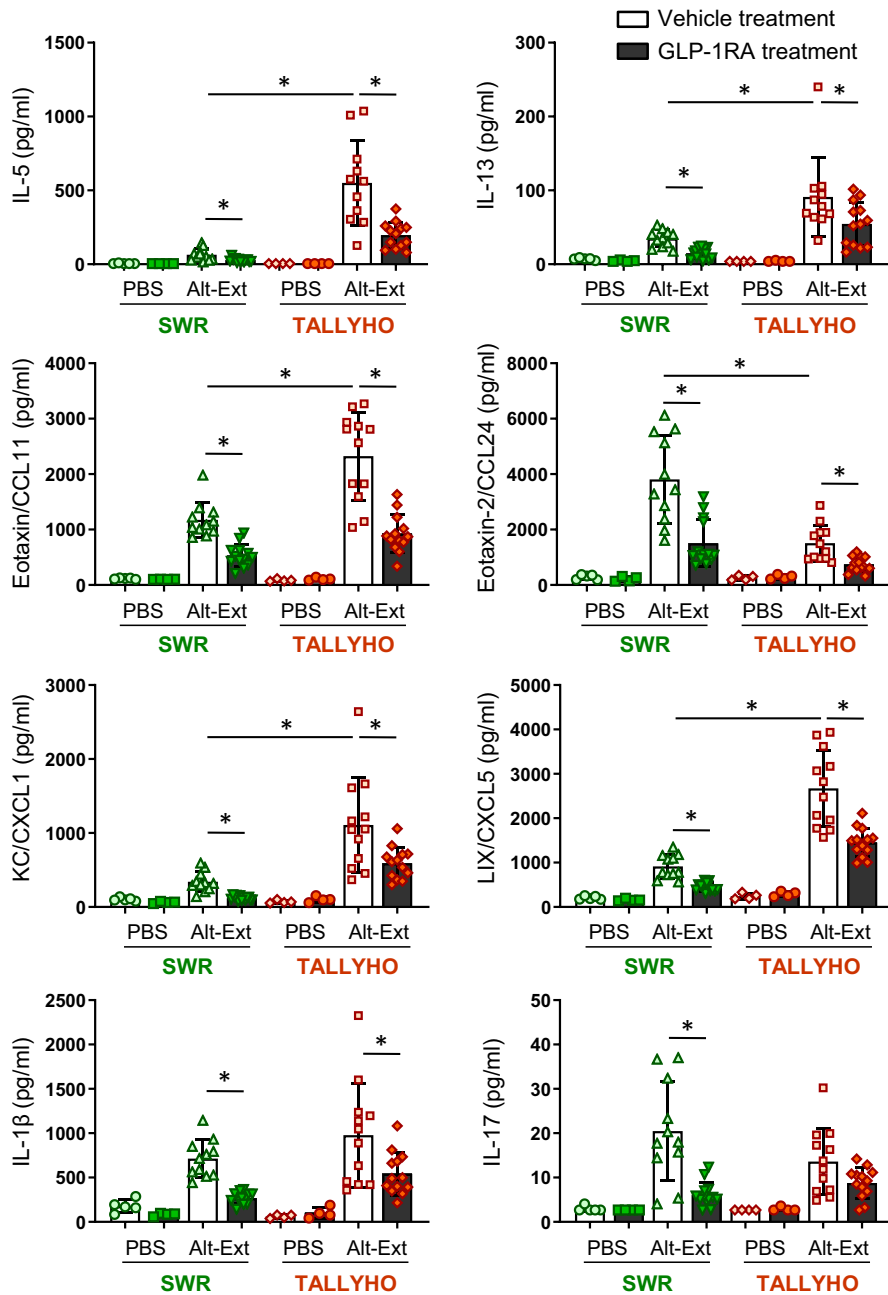 Vehicle treatment
GLP-1RA treatment
IL-5 (pg/ml)
1500
1000
500
0
*
*
*
PBS Alt-Ext PBS Alt-Ext
SWR TALLYHO
IL-13 (pg/ml)
300
200
100
0
*
*
*
PBS Alt-Ext PBS Alt-Ext
SWR TALLYHO
Eotaxin/CCL11 (pg/ml)
4000
3000
2000
1000
0
*
*
*
PBS Alt-Ext PBS Alt-Ext
SWR TALLYHO
Eotaxin-2/CCL24 (pg/ml)
8000
6000
4000
2000
0
*
*
*
PBS Alt-Ext PBS Alt-Ext
SWR TALLYHO
KC/CXCL1 (pg/ml)
3000
2000
1000
0
*
*
*
PBS Alt-Ext PBS Alt-Ext
SWR TALLYHO
LIX/CXCL5 (pg/ml)
5000
4000
3000
2000
1000
0
*
*
*
PBS Alt-Ext PBS Alt-Ext
SWR TALLYHO
IL-1β (pg/ml)
2500
2000
1500
1000
500
0
*
*
PBS Alt-Ext PBS Alt-Ext
SWR TALLYHO
IL-17 (pg/ml)
50
40
30
20
10
0
*
PBS Alt-Ext PBS Alt-Ext
SWR TALLYHO